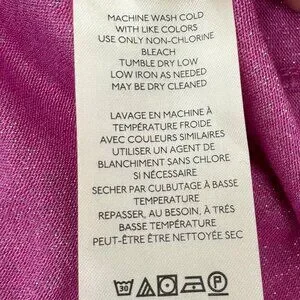 MACHINE WASH COLD
WITH LIKE COLORS
USE ONLY NON-CHLORINE
BLEACH
TUMBLE DRY LOW
LOW IRON AS NEEDED
MAY BE DRY CLEANED
LAVAGE EN MACHINE À
TEMPÉRATURE FROIDE
AVEC COULEURS SIMILAIRES
UTILISER UN AGENT DE
BLANCHIMENT SANS CHLORE
SI NÉCESSAIRE
SECHER PAR CULBUTAGE À BASSE
TEMPERATURE
REPASSER, AU BESOIN, À TRÈS
BASSE TEMPÉRATURE
PEUT-ÊTRE ÊTRE NETTOYÉE SEC
30
P